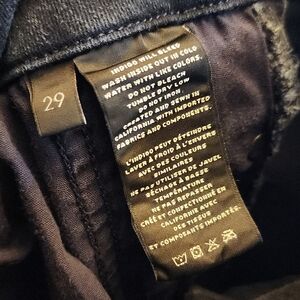 29
INDIGO WILL BLEED
WASH INSIDE OUT IN COLD
WATER WITH LIKE COLORS.
DO NOT BLEACH
TUMBLE DRY LOW
DO NOT IRON
CREATED AND SEWN IN
CALIFORNIA WITH IMPORTED
FABRICS AND COMPONENTS.
L'INDIGO PEUT DÉTEINDRE
LAVER À FROID À L'ENVERS
AVEC DES COULEURS
SIMILAIRES
NE PAS UTILISER DE JAVEL
SÉCHAGE À BASSE
TEMPÉRATURE
NE PAS REPASSER
CRÉÉ ET CONFECTIONNÉ EN
CALIFORNIE AVEC
DES TISSUS
ET COMPOSANTS IMPORTÉS.